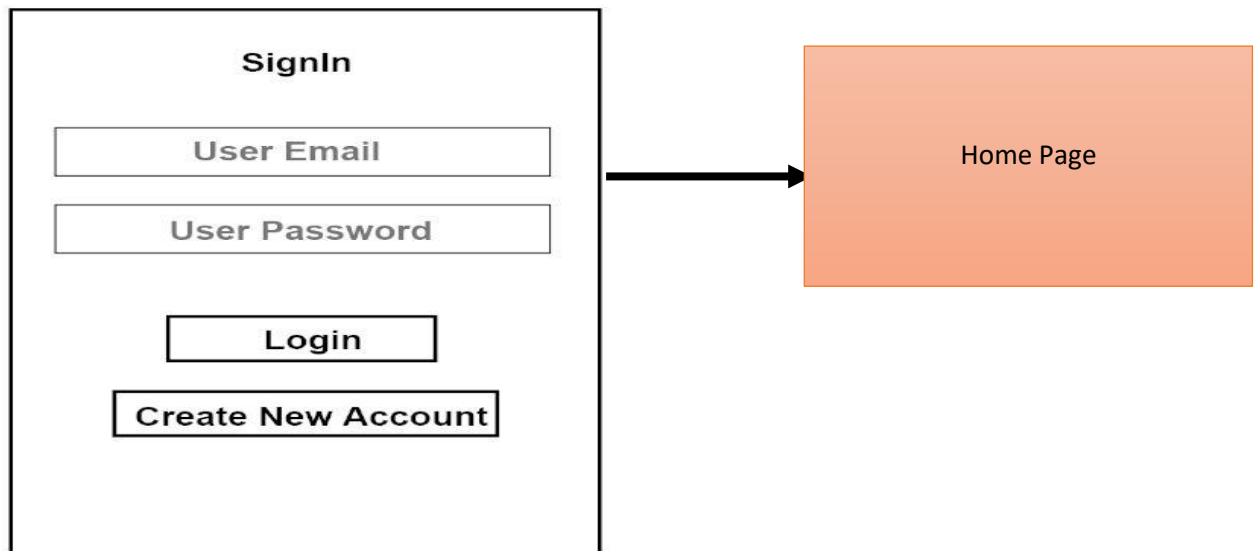 SignIn
User Email
User Password
Login
Create New Account
Home Page